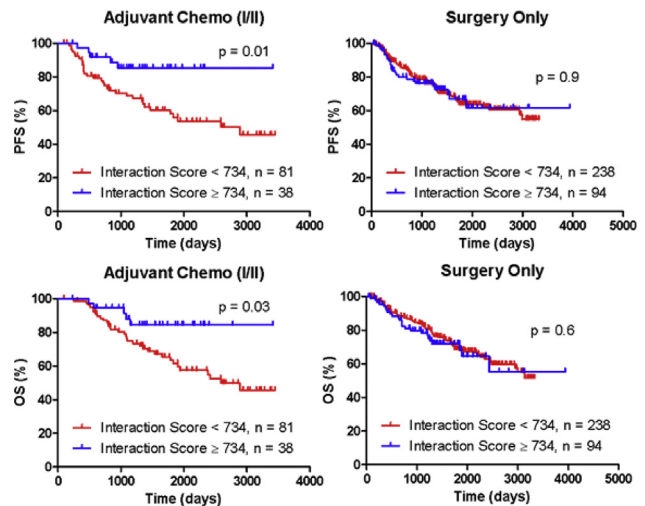 Adjuvant Chemo (I/II)
100
80
60
40
20
0
PFS (%)
p = 0.01
Interaction Score < 734, n = 81
Interaction Score ≥ 734, n = 38
0 1000 2000 3000 4000
Time (days)
Surgery Only
100
80
60
40
20
0
PFS (%)
p = 0.9
Interaction Score < 734, n = 238
Interaction Score ≥ 734, n = 94
0 1000 2000 3000 4000 5000
Time (days)
Adjuvant Chemo (I/II)
100
80
60
40
20
0
OS (%)
p = 0.03
Interaction Score < 734, n = 81
Interaction Score ≥ 734, n = 38
0 1000 2000 3000 4000
Time (days)
Surgery Only
100
80
60
40
20
0
OS (%)
p = 0.6
Interaction Score < 734, n = 238
Interaction Score ≥ 734, n = 94
0 1000 2000 3000 4000 5000
Time (days)